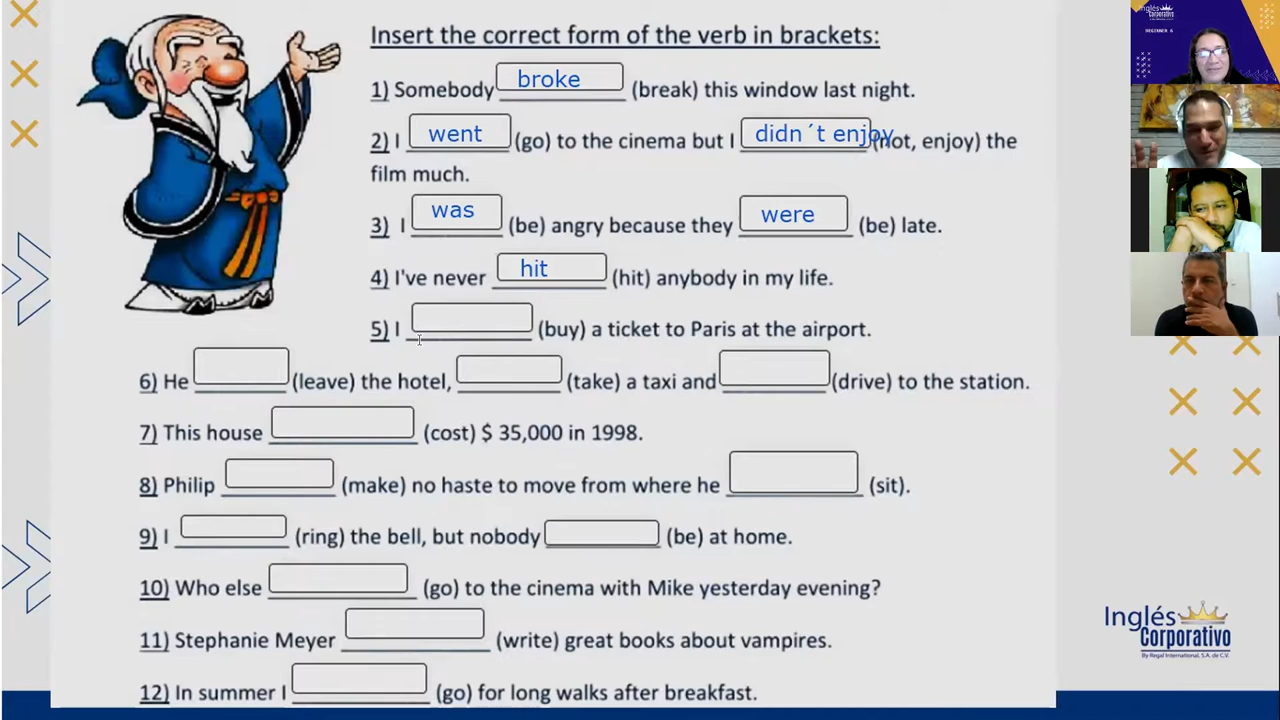 Insert the correct form of the verb in brackets:
1) Somebody broke (break) this window last night.
2) I went (go) to the cinema but I didn´t enjoy (not, enjoy) the
film much.
3) I was (be) angry because they were (be) late.
4) I've never hit (hit) anybody in my life.
5) I (buy) a ticket to Paris at the airport.
6) He (leave) the hotel, (take) a taxi and (drive) to the station.
7) This house (cost) $ 35,000 in 1998.
8) Philip (make) no haste to move from where he (sit).
9) I (ring) the bell, but nobody (be) at home.
10) Who else (go) to the cinema with Mike yesterday evening?
11) Stephanie Meyer (write) great books about vampires.
12) In summer I (go) for long walks after breakfast.
Inglés
Corporativo
BEGINNER 6
Inglés
Corporativo
By Regal International, S.A. de C.V.